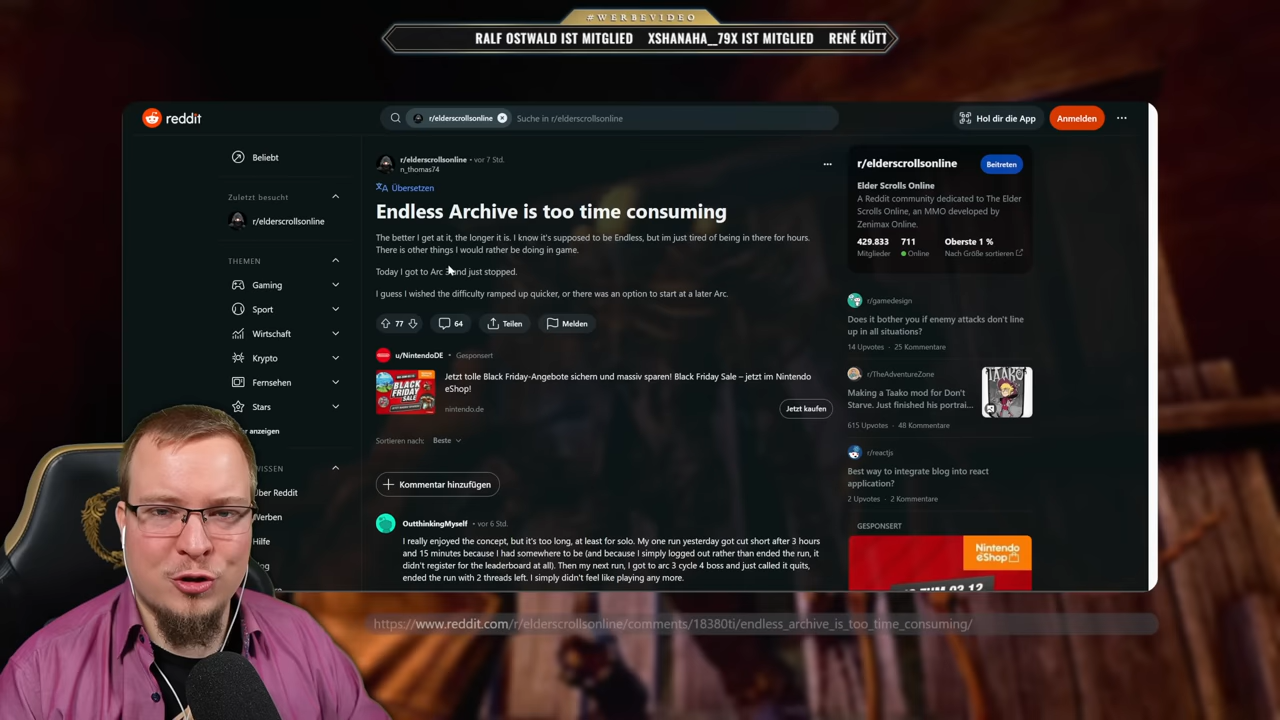 #WERBEVIDEO
RALF OSTWALD IST MITGLIED XSHANAHA__79X IST MITGLIED RENÉ KÜTT
reddit
r/elderscrollsonline
Suche in r/elderscrollsonline
Hol dir die App
Anmelden
Beliebt
Zuletzt besucht
r/elderscrollsonline
THEMEN
Gaming
Sport
Wirtschaft
Krypto
Fernsehen
Stars
anzeigen
WISSEN
Über Reddit
Werben
Hilfe
r/elderscrollsonline • vor 7 Std.
n_thomas74
Übersetzen
Endless Archive is too time consuming
The better I get at it, the longer it is. I know it's supposed to be Endless, but im just tired of being in there for hours.
There is other things I would rather be doing in game.
Today I got to Arc 3 and just stopped.
I guess I wished the difficulty ramped up quicker, or there was an option to start at a later Arc.
77
64
Teilen
Melden
u/NintendoDE • Gesponsert
Jetzt tolle Black Friday-Angebote sichern und massiv sparen! Black Friday Sale – jetzt im Nintendo
eShop!
BLACK
FRIDAY
SALE
nintendo.de
Jetzt kaufen
Sortieren nach: Beste
Kommentar hinzufügen
OutthinkingMyself • vor 6 Std.
I really enjoyed the concept, but it's too long, at least for solo. My one run yesterday got cut short after 3 hours
and 15 minutes because I had somewhere to be (and because I simply logged out rather than ended the run, it
didn't register for the leaderboard at all). Then my next run, I got to arc 3 cycle 4 boss and just called it quits,
ended the run with 2 threads left. I simply didn't feel like playing any more.
r/elderscrollsonline
Beitreten
Elder Scrolls Online
A Reddit community dedicated to The Elder
Scrolls Online, an MMO developed by
Zenimax Online.
429.833 711 Oberste 1 %
Mitglieder Online Nach Größe sortieren
r/gamedesign
Does it bother you if enemy attacks don't line
up in all situations?
14 Upvotes • 25 Kommentare
r/TheAdventureZone
Making a Taako mod for Don't
Starve. Just finished his portrai...
615 Upvotes • 48 Kommentare
TAAKO
r/reactjs
Best way to integrate blog into react
application?
2 Upvotes • 2 Kommentare
GESPONSERT
Nintendo
eShop
https://www.reddit.com/r/elderscrollsonline/comments/18380ti/endless_archive_is_too_time_consuming/